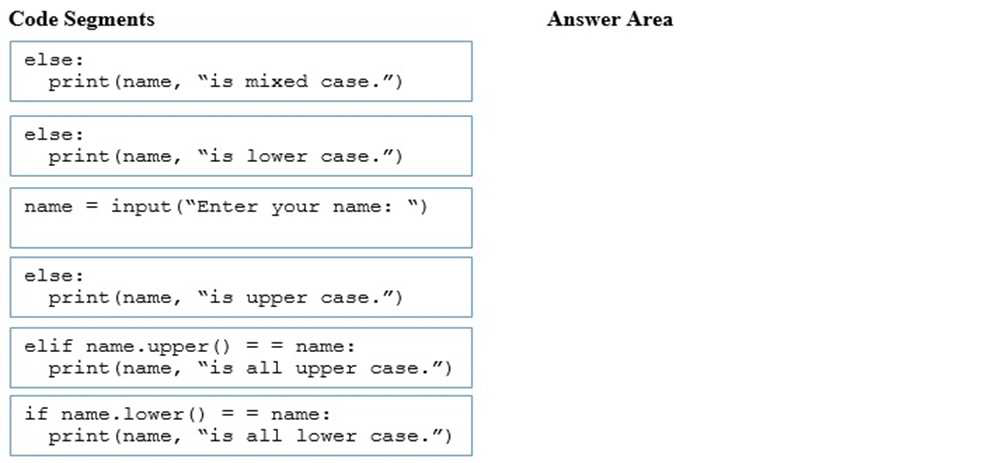 Code Segments
Answer Area
else:
  print(name, “is mixed case.”)
else:
  print(name, “is lower case.”)
name = input(“Enter your name: “)
else:
  print(name, “is upper case.”)
elif name.upper() = = name:
  print(name, “is all upper case.”)
if name.lower() = = name:
  print(name, “is all lower case.”)